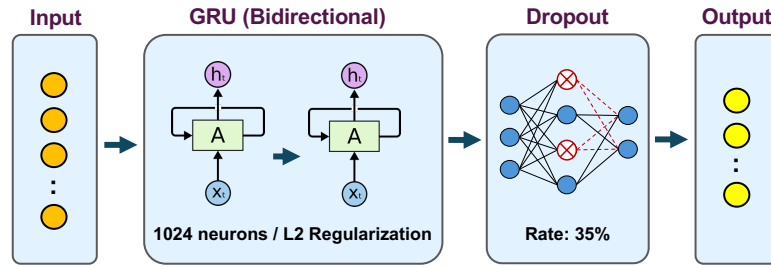 Input
GRU (Bidirectional)
Dropout
Output
hₜ
hₜ
A
A
xₜ
xₜ
1024 neurons / L2 Regularization
Rate: 35%